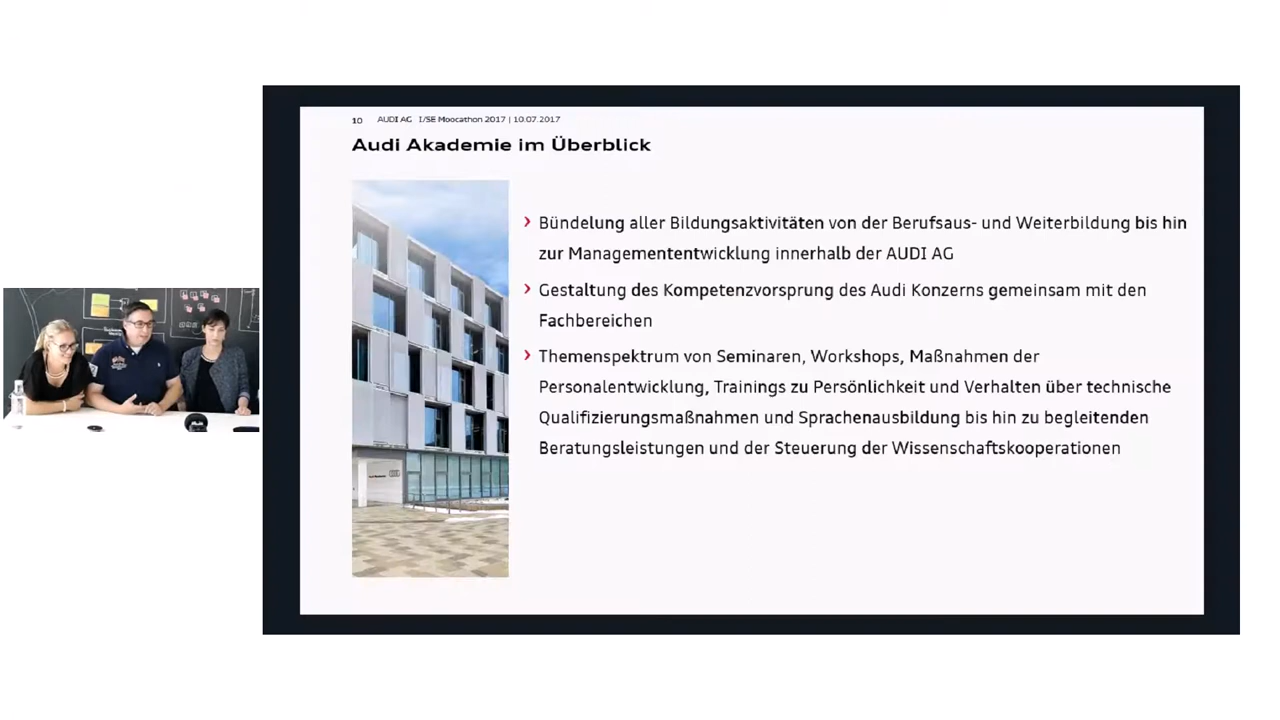 10 AUDI AG I/SE Moocathon 2017 | 10.07.2017
Audi Akademie im Überblick
› Bündelung aller Bildungsaktivitäten von der Berufsaus- und Weiterbildung bis hin
zur Managemententwicklung innerhalb der AUDI AG
› Gestaltung des Kompetenzvorsprung des Audi Konzerns gemeinsam mit den
Fachbereichen
› Themenspektrum von Seminaren, Workshops, Maßnahmen der
Personalentwicklung, Trainings zu Persönlichkeit und Verhalten über technische
Qualifizierungsmaßnahmen und Sprachenausbildung bis hin zu begleitenden
Beratungsleistungen und der Steuerung der Wissenschaftskooperationen